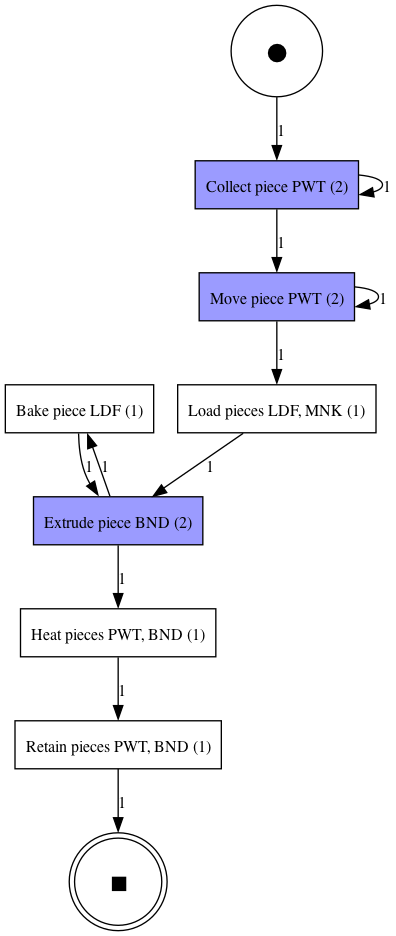 1
Collect piece PWT (2)
1
1
Move piece PWT (2)
1
1
Bake piece LDF (1)
Load pieces LDF, MNK (1)
1
1
1
Extrude piece BND (2)
1
Heat pieces PWT, BND (1)
1
Retain pieces PWT, BND (1)
1